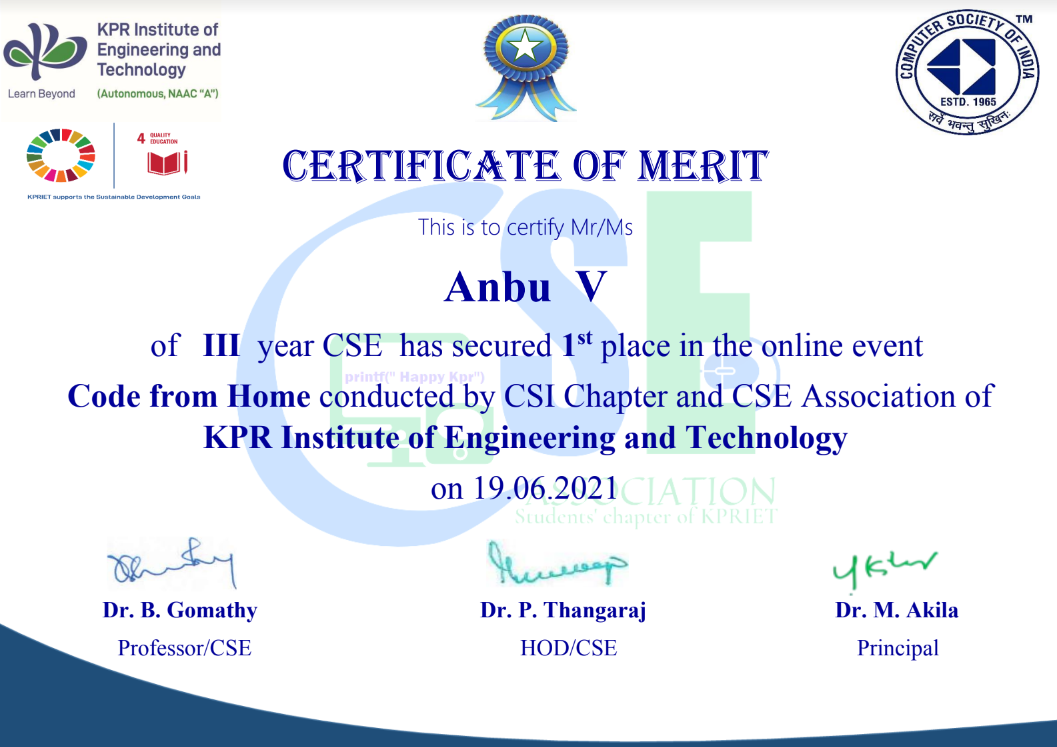 KPR Institute of
Engineering and
Technology
Learn Beyond
(Autonomous, NAAC "A")
4 QUALITY
EDUCATION
KPRIET supports the Sustainable Development Goals
COMPUTER SOCIETY OF INDIA
TM
ESTD. 1965
सर्वे भवन्तु सुखिनः
CERTIFICATE OF MERIT
CSE
This is to certify Mr/Ms
Anbu V
of III year CSE has secured 1st place in the online event
printf(" Happy Kpr")
Code from Home conducted by CSI Chapter and CSE Association of
KPR Institute of Engineering and Technology
on 19.06.2021
ASSOCIATION
Students' chapter of KPRIET
Dr. B. Gomathy
Dr. P. Thangaraj
Dr. M. Akila
Professor/CSE
HOD/CSE
Principal